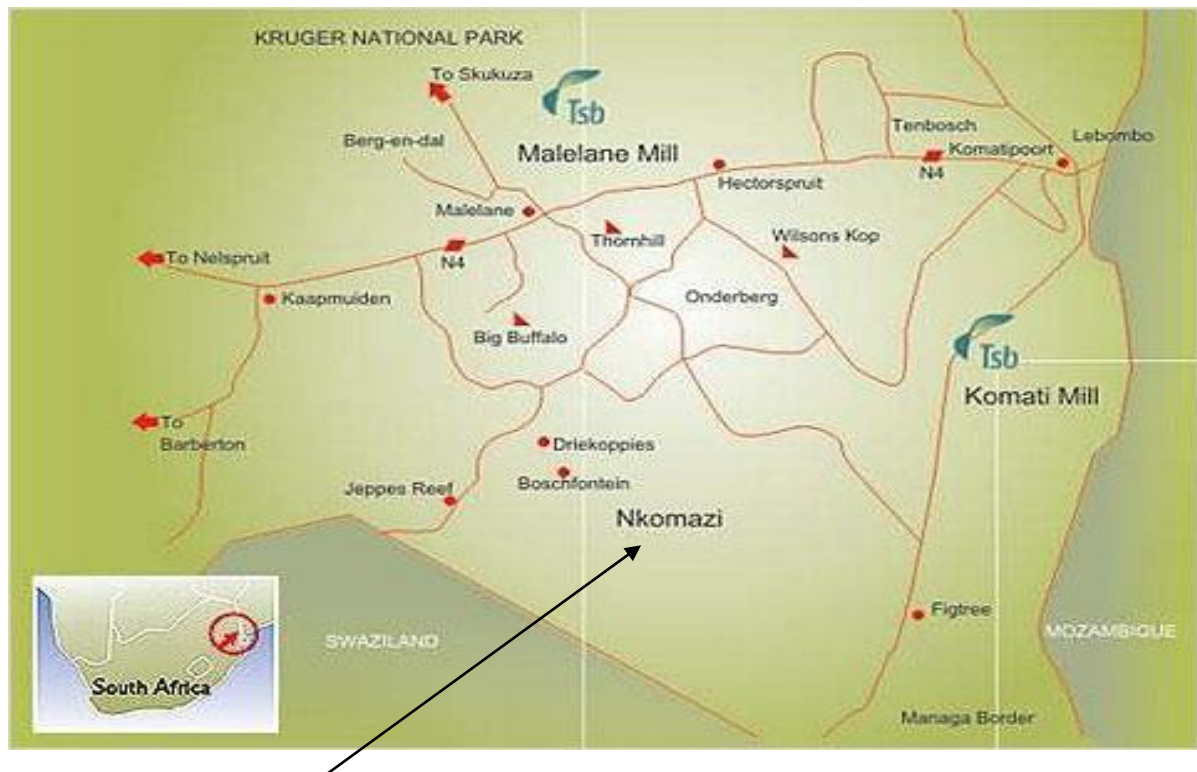 KRUGER NATIONAL PARK
To Skukuza
Tsb
Berg-en-dal
Malelane Mill
Tenbosch
Lebombo
Komatipoort
N4
Hectorspruit
Malelane
Thornhill
Wilsons Kop
To Nelspruit
N4
Kaapmuiden
Onderberg
Big Buffalo
Tsb
Komati Mill
To
Barberton
Driekoppies
Jeppes Reef
Boschfontein
Nkomazi
Figtree
SWAZILAND
MOZAMBIQUE
South Africa
Managa Border